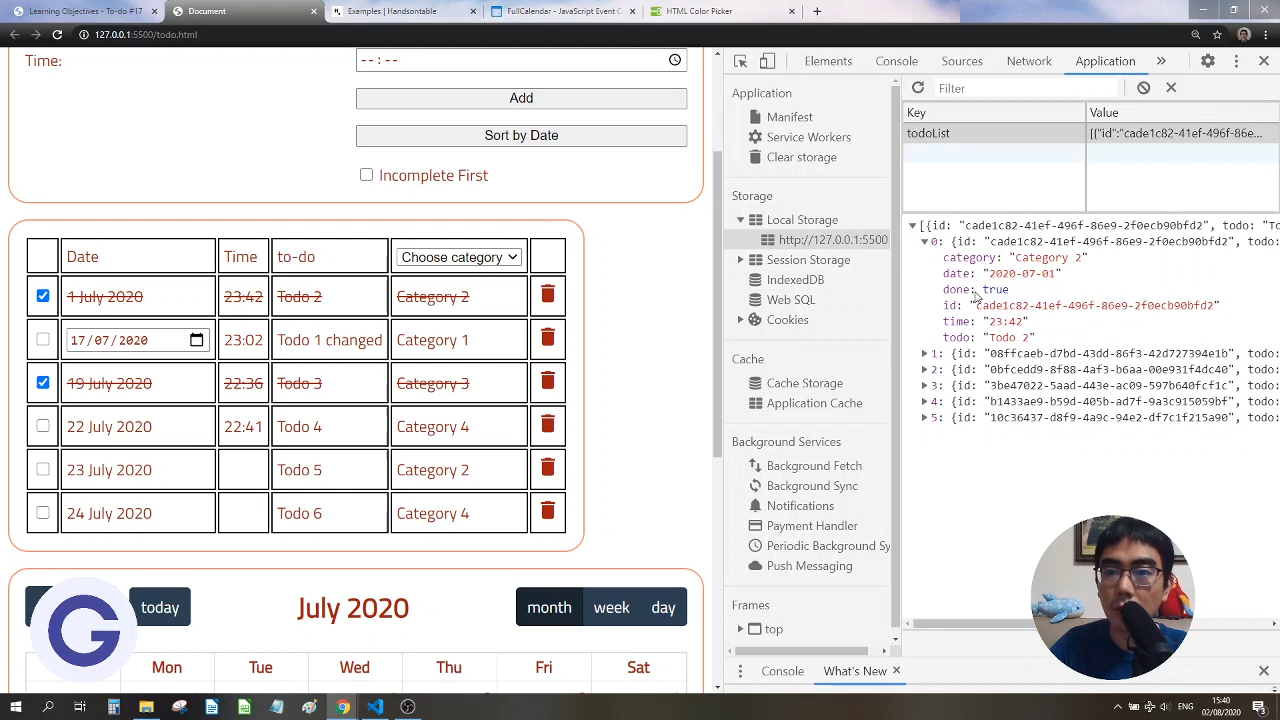 Learning Objectives - Todo #17
Document
Examples | Handsontable
FullCalendar - JavaScript Event C
HTML Color Picker
127.0.0.1:5500/todo.html
Time:
--:--
Add
Sort by Date
Incomplete First
Date Time to-do Choose category
1 July 2020 23:42 Todo 2 Category 2
17/07/2020 23:02 Todo 1 changed Category 1
19 July 2020 22:36 Todo 3 Category 3
22 July 2020 22:41 Todo 4 Category 4
23 July 2020 Todo 5 Category 2
24 July 2020 Todo 6 Category 4
today
July 2020
month week day
Mon Tue Wed Thu Fri Sat
G
Elements Console Sources Network Application
Application
Manifest
Service Workers
Clear storage
Storage
Local Storage
http://127.0.0.1:5500
Session Storage
IndexedDB
Web SQL
Cookies
Cache
Cache Storage
Application Cache
Background Services
Background Fetch
Background Sync
Notifications
Payment Handler
Periodic Background Sy
Push Messaging
Frames
top
Filter
Key Value
todoList [{"id":"cade1c82-41ef-496f-86e...
[{id: "cade1c82-41ef-496f-86e9-2f0ecb90bfd2", todo: "T
0: {id: "cade1c82-41ef-496f-86e9-2f0ecb90bfd2", todo:
category: "Category 2"
date: "2020-07-01"
done: true
id: "cade1c82-41ef-496f-86e9-2f0ecb90bfd2"
time: "23:42"
todo: "Todo 2"
1: {id: "08ffcaeb-d7bd-43dd-86f3-42d727394e1b", todo:
2: {id: "0bfcedd9-8f88-4af3-b6aa-00e931f4dc40", todo:
3: {id: "3be47022-5aad-443e-ac09-597b640fcf1c", todo:
4: {id: "b1433ae9-b59d-405b-ad7f-9a3c815059bf", todo:
5: {id: "10c36437-d8f9-4a9c-94e2-df7c1f215a90", todo:
Console What's New
ENG
15:40
02/08/2020